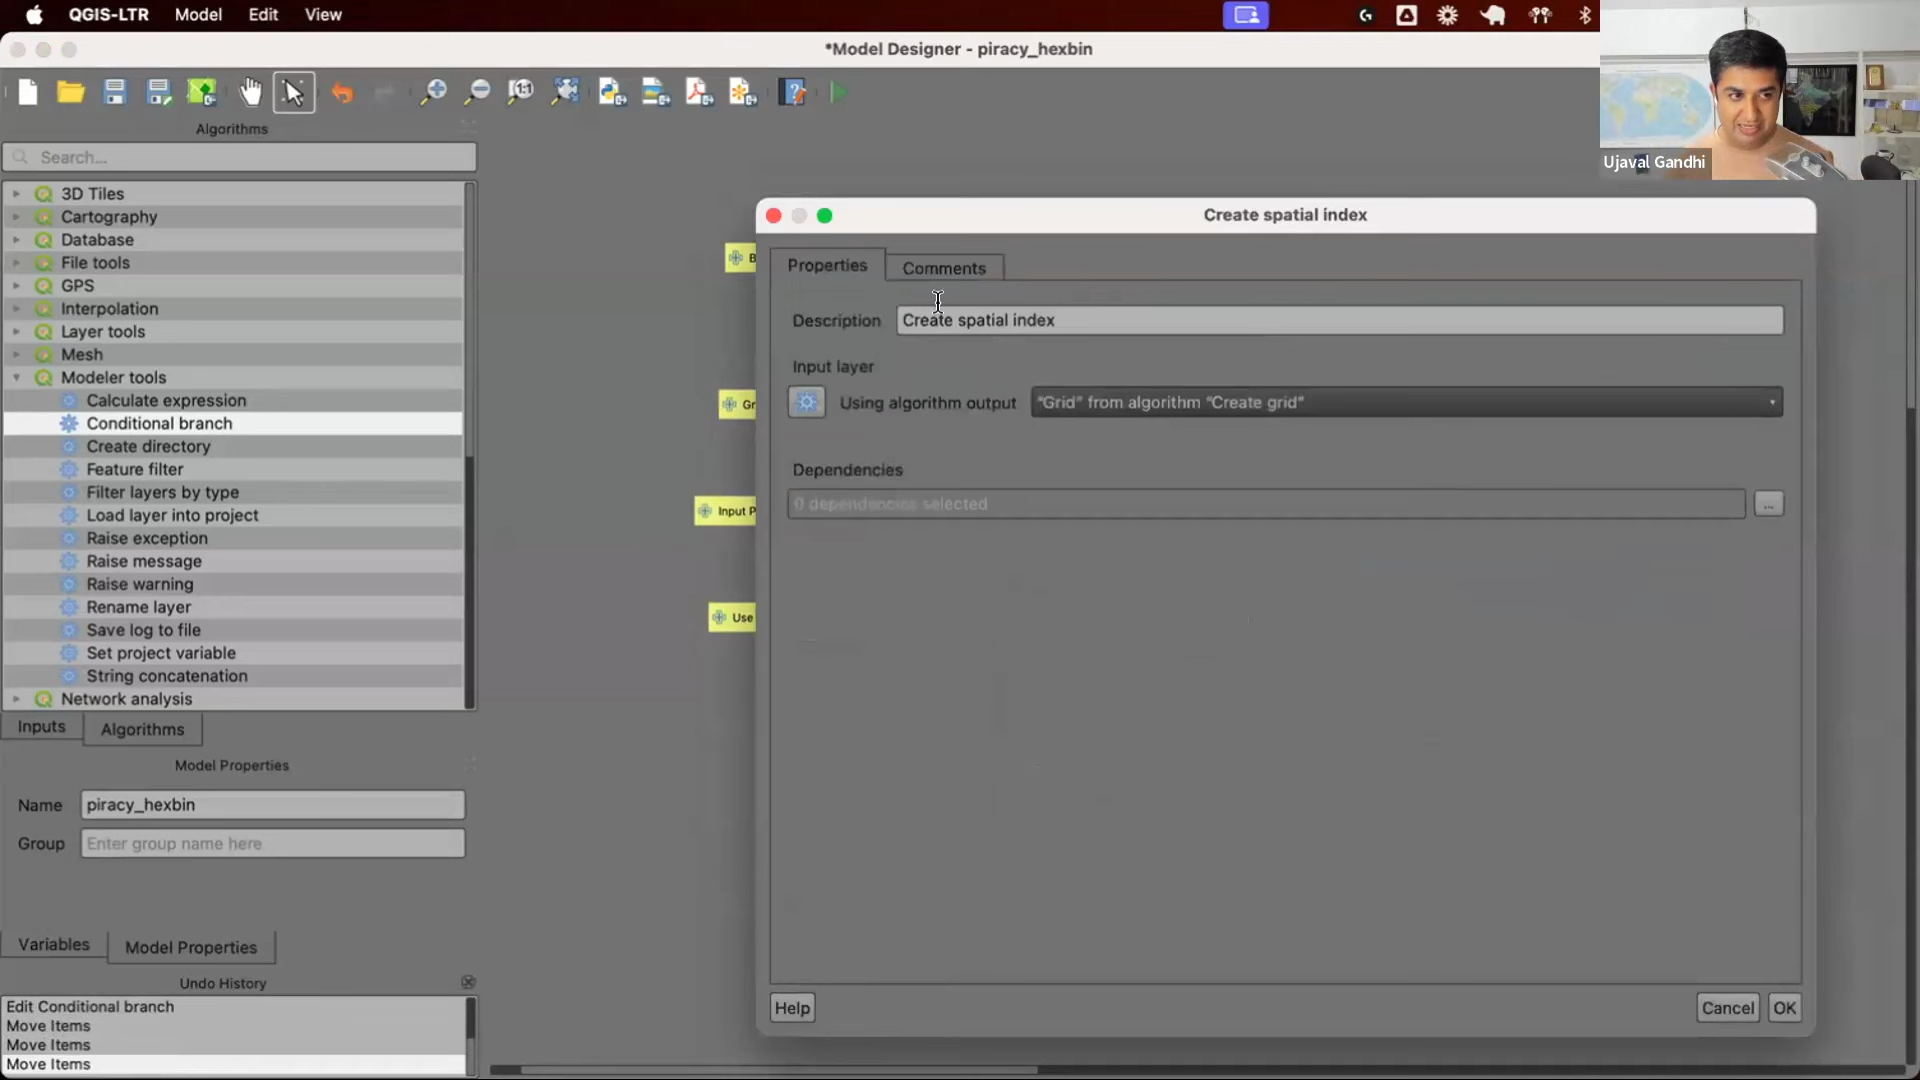 QGIS-LTR Model Edit View
*Model Designer - piracy_hexbin
Ujaval Gandhi
Algorithms
Search...
3D Tiles
Cartography
Database
File tools
GPS
Interpolation
Layer tools
Mesh
Modeler tools
Calculate expression
Conditional branch
Create directory
Feature filter
Filter layers by type
Load layer into project
Raise exception
Raise message
Raise warning
Rename layer
Save log to file
Set project variable
String concatenation
Network analysis
Inputs Algorithms
Model Properties
Name piracy_hexbin
Group Enter group name here
Variables Model Properties
Undo History
Edit Conditional branch
Move Items
Move Items
Move Items
B
Gr
Input P
Use
Create spatial index
Properties Comments
Description Create spatial index
Input layer
Using algorithm output "Grid" from algorithm "Create grid"
Dependencies
0 dependencies selected ...
Help Cancel OK